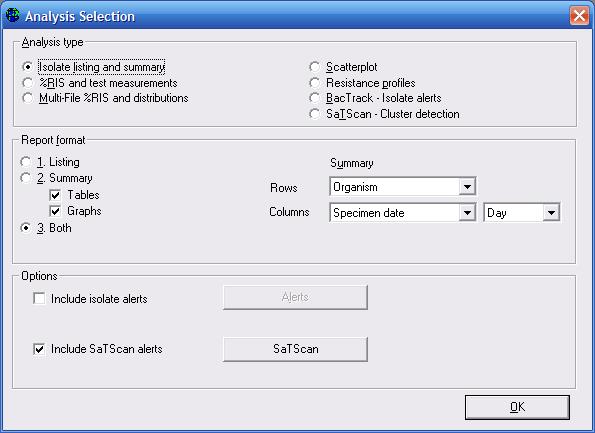 Analysis Selection
Analysis type
Isolate listing and summary
%RIS and test measurements
Multi-File %RIS and distributions
Scatterplot
Resistance profiles
BacTrack - Isolate alerts
SaTScan - Cluster detection
Report format
1. Listing
2. Summary
Tables
Graphs
3. Both
Summary
Rows Organism
Columns Specimen date Day
Options
Include isolate alerts Alerts
Include SaTScan alerts SaTScan
OK